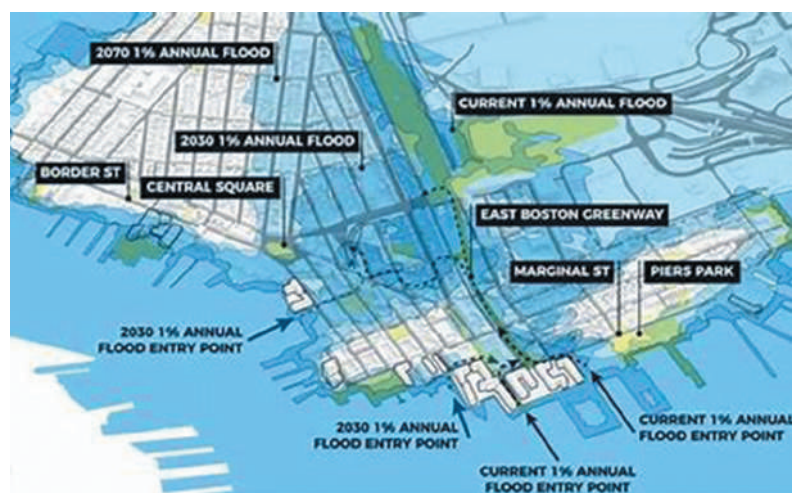 2070 1% ANNUAL FLOOD
CURRENT 1% ANNUAL FLOOD
2030 1% ANNUAL FLOOD
BORDER ST
CENTRAL SQUARE
EAST BOSTON GREENWAY
MARGINAL ST
PIERS PARK
2030 1% ANNUAL
FLOOD ENTRY POINT
2030 1% ANNUAL
FLOOD ENTRY POINT
CURRENT 1% ANNUAL
FLOOD ENTRY POINT
CURRENT 1% ANNUAL
FLOOD ENTRY POINT